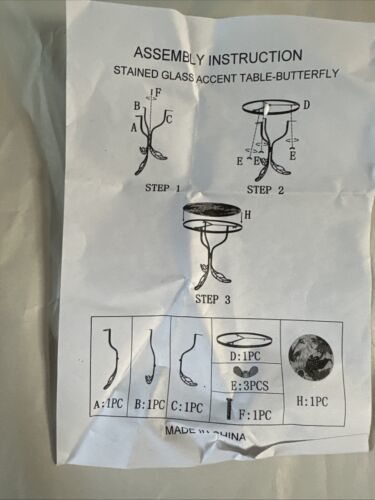 ASSEMBLY INSTRUCTION
STAINED GLASS ACCENT TABLE-BUTTERFLY
F
B
C
A
D
E
E
E
STEP 1
STEP 2
H
STEP 3
D:1PC
E:3PCS
A:1PC B:1PC C:1PC F:1PC H:1PC
MADE IN CHINA